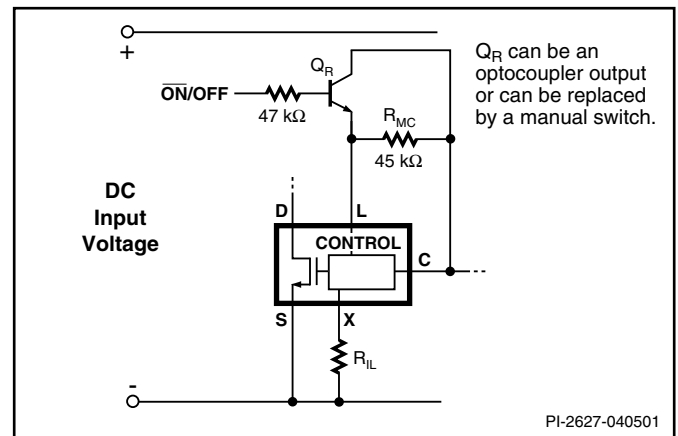 +
Q_R
Q_R can be an
optocoupler output
or can be replaced
by a manual switch.
O̅N̅/OFF
47 kΩ
R_MC
45 kΩ
DC
Input
Voltage
D
L
CONTROL
C
S
X
R_IL
-
PI-2627-040501